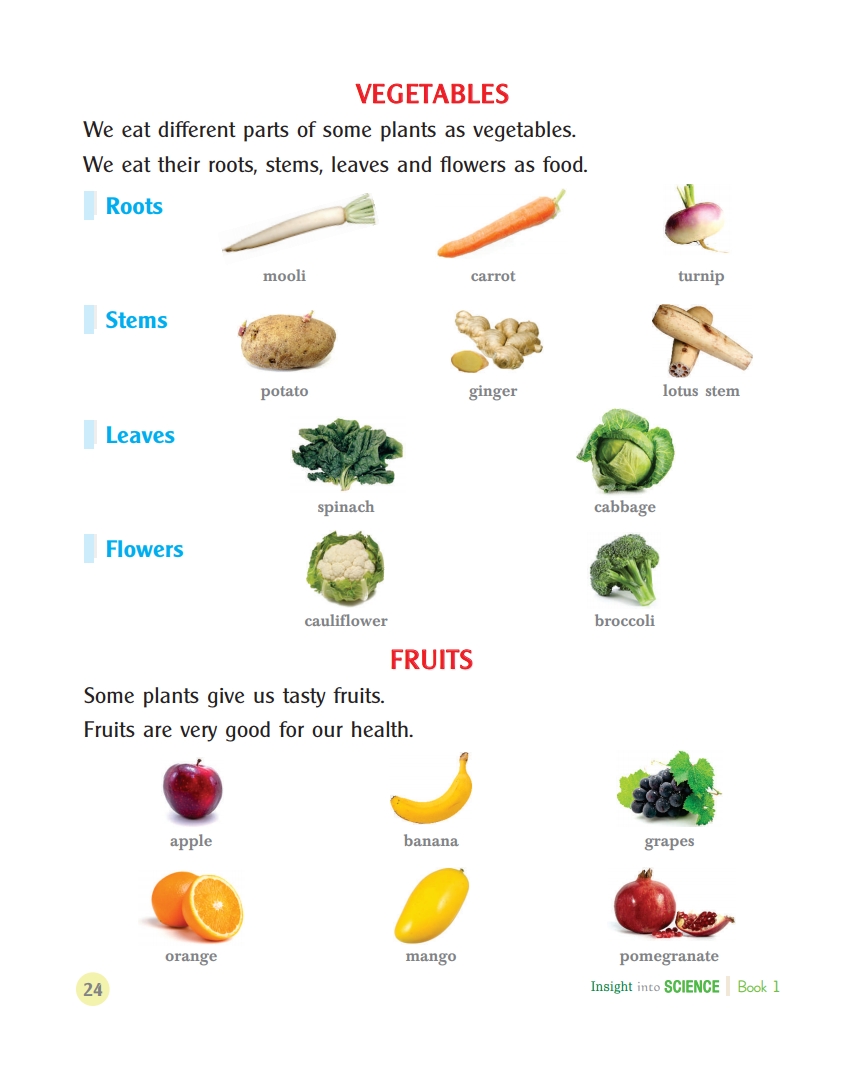 VEGETABLES
We eat different parts of some plants as vegetables.
We eat their roots, stems, leaves and flowers as food.
Roots
mooli carrot turnip
Stems
potato ginger lotus stem
Leaves
spinach cabbage
Flowers
cauliflower broccoli
FRUITS
Some plants give us tasty fruits.
Fruits are very good for our health.
apple banana grapes
orange mango pomegranate
24 Insight into SCIENCE Book 1